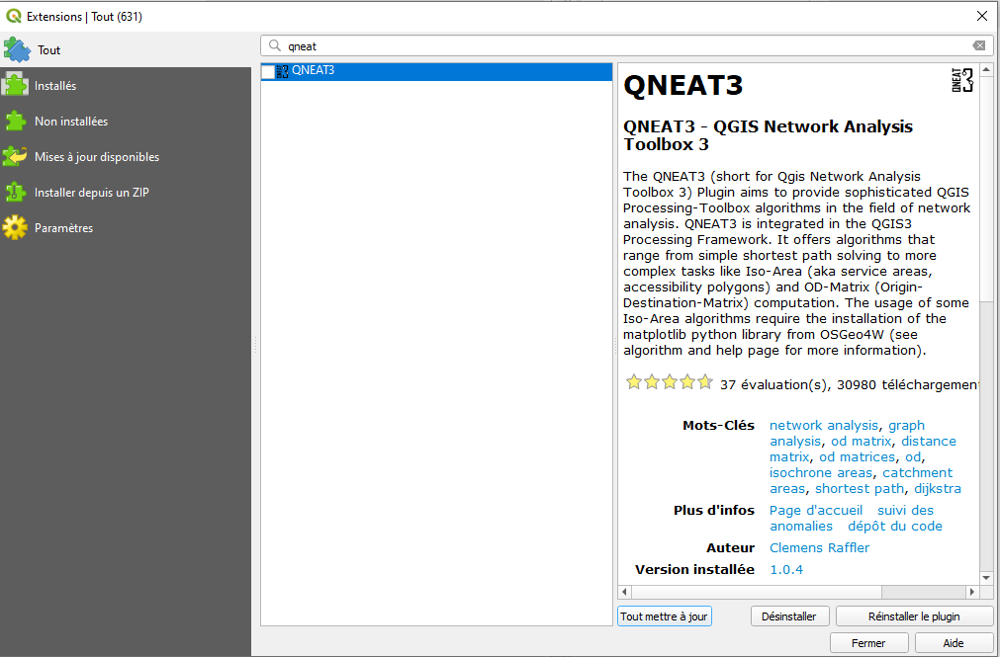 Extensions | Tout (631)
Tout
Installés
Non installées
Mises à jour disponibles
Installer depuis un ZIP
Paramètres
qneat
QNEAT3
QNEAT3
QNEAT
3
QNEAT3 - QGIS Network Analysis
Toolbox 3
The QNEAT3 (short for Qgis Network Analysis
Toolbox 3) Plugin aims to provide sophisticated QGIS
Processing-Toolbox algorithms in the field of network
analysis. QNEAT3 is integrated in the QGIS3
Processing Framework. It offers algorithms that
range from simple shortest path solving to more
complex tasks like Iso-Area (aka service areas,
accessibility polygons) and OD-Matrix (Origin-
Destination-Matrix) computation. The usage of some
Iso-Area algorithms require the installation of the
matplotlib python library from OSGeo4W (see
algorithm and help page for more information).
37 évaluation(s), 30980 téléchargement
Mots-Clés network analysis, graph
analysis, od matrix, distance
matrix, od matrices, od,
isochrone areas, catchment
areas, shortest path, dijkstra
Plus d'infos Page d'accueil suivi des
anomalies dépôt du code
Auteur Clemens Raffler
Version installée 1.0.4
Tout mettre à jour Désinstaller Réinstaller le plugin
Fermer Aide